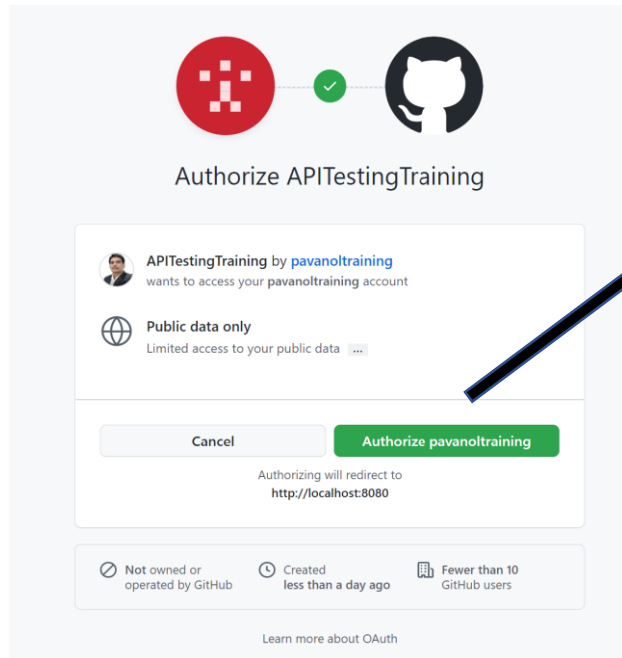 Authorize APITestingTraining
APITestingTraining by pavanoltraining
wants to access your pavanoltraining account
Public data only
Limited access to your public data ...
Cancel
Authorize pavanoltraining
Authorizing will redirect to
http://localhost:8080
Not owned or
operated by GitHub
Created
less than a day ago
Fewer than 10
GitHub users
Learn more about OAuth